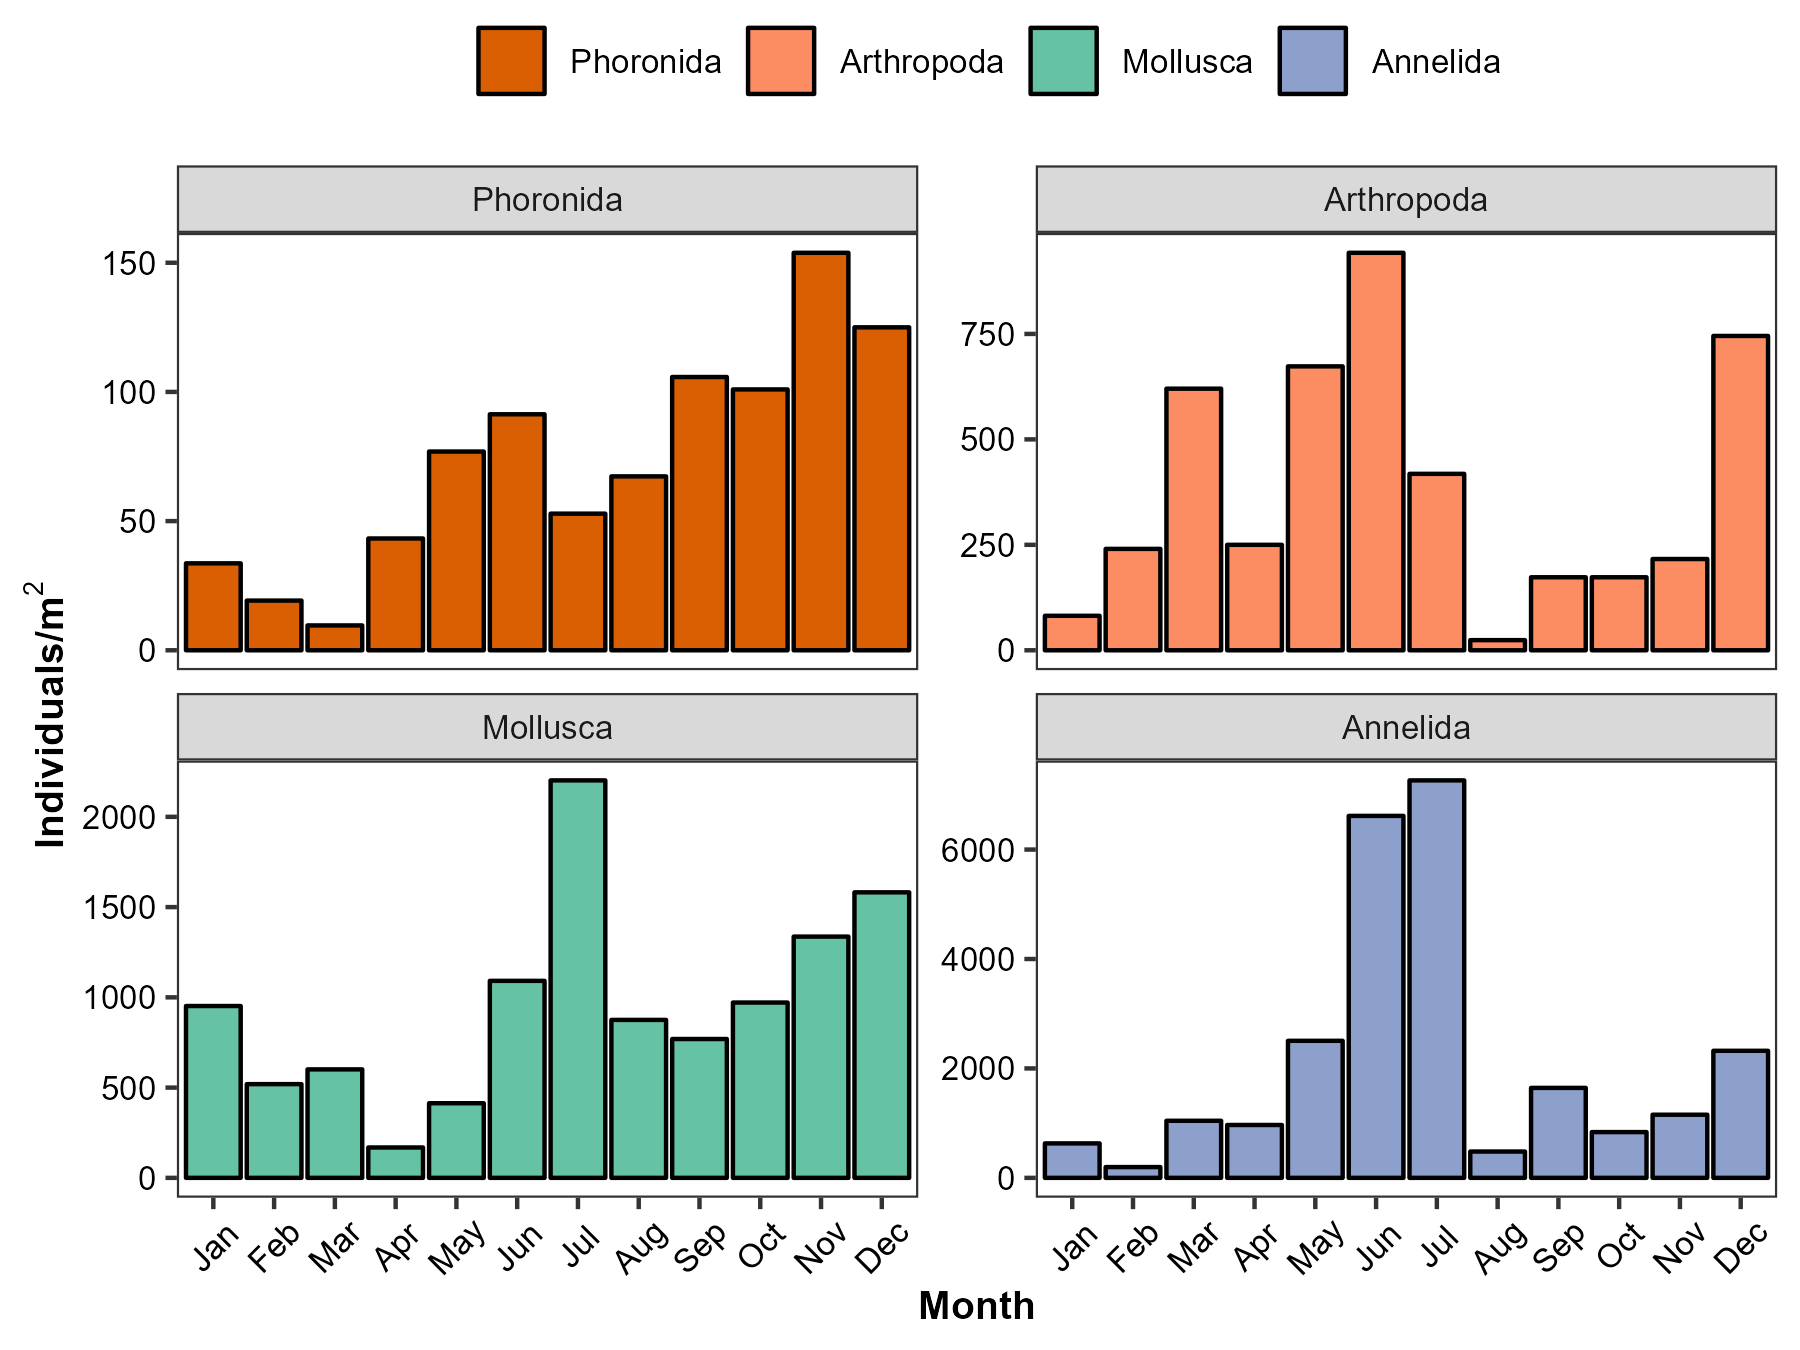 Phoronida Arthropoda Mollusca Annelida
Phoronida
150
100
50
0
Arthropoda
750
500
250
0
Individuals/m²
Mollusca
2000
1500
1000
500
0
Jan Feb Mar Apr May Jun Jul Aug Sep Oct Nov Dec
Annelida
6000
4000
2000
0
Jan Feb Mar Apr May Jun Jul Aug Sep Oct Nov Dec
Month